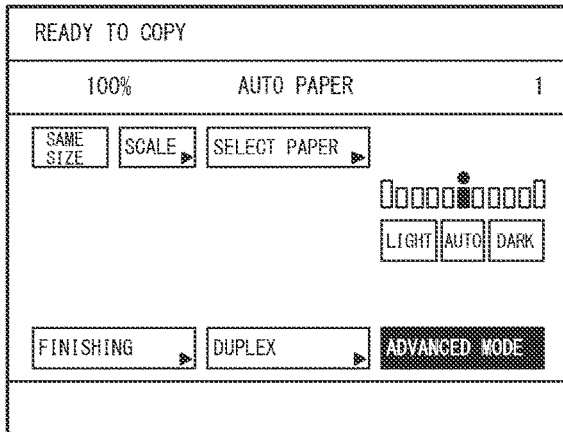 READY TO COPY
100% AUTO PAPER 1
SAME SIZE SCALE SELECT PAPER
LIGHT AUTO DARK
FINISHING DUPLEX ADVANCED MODE